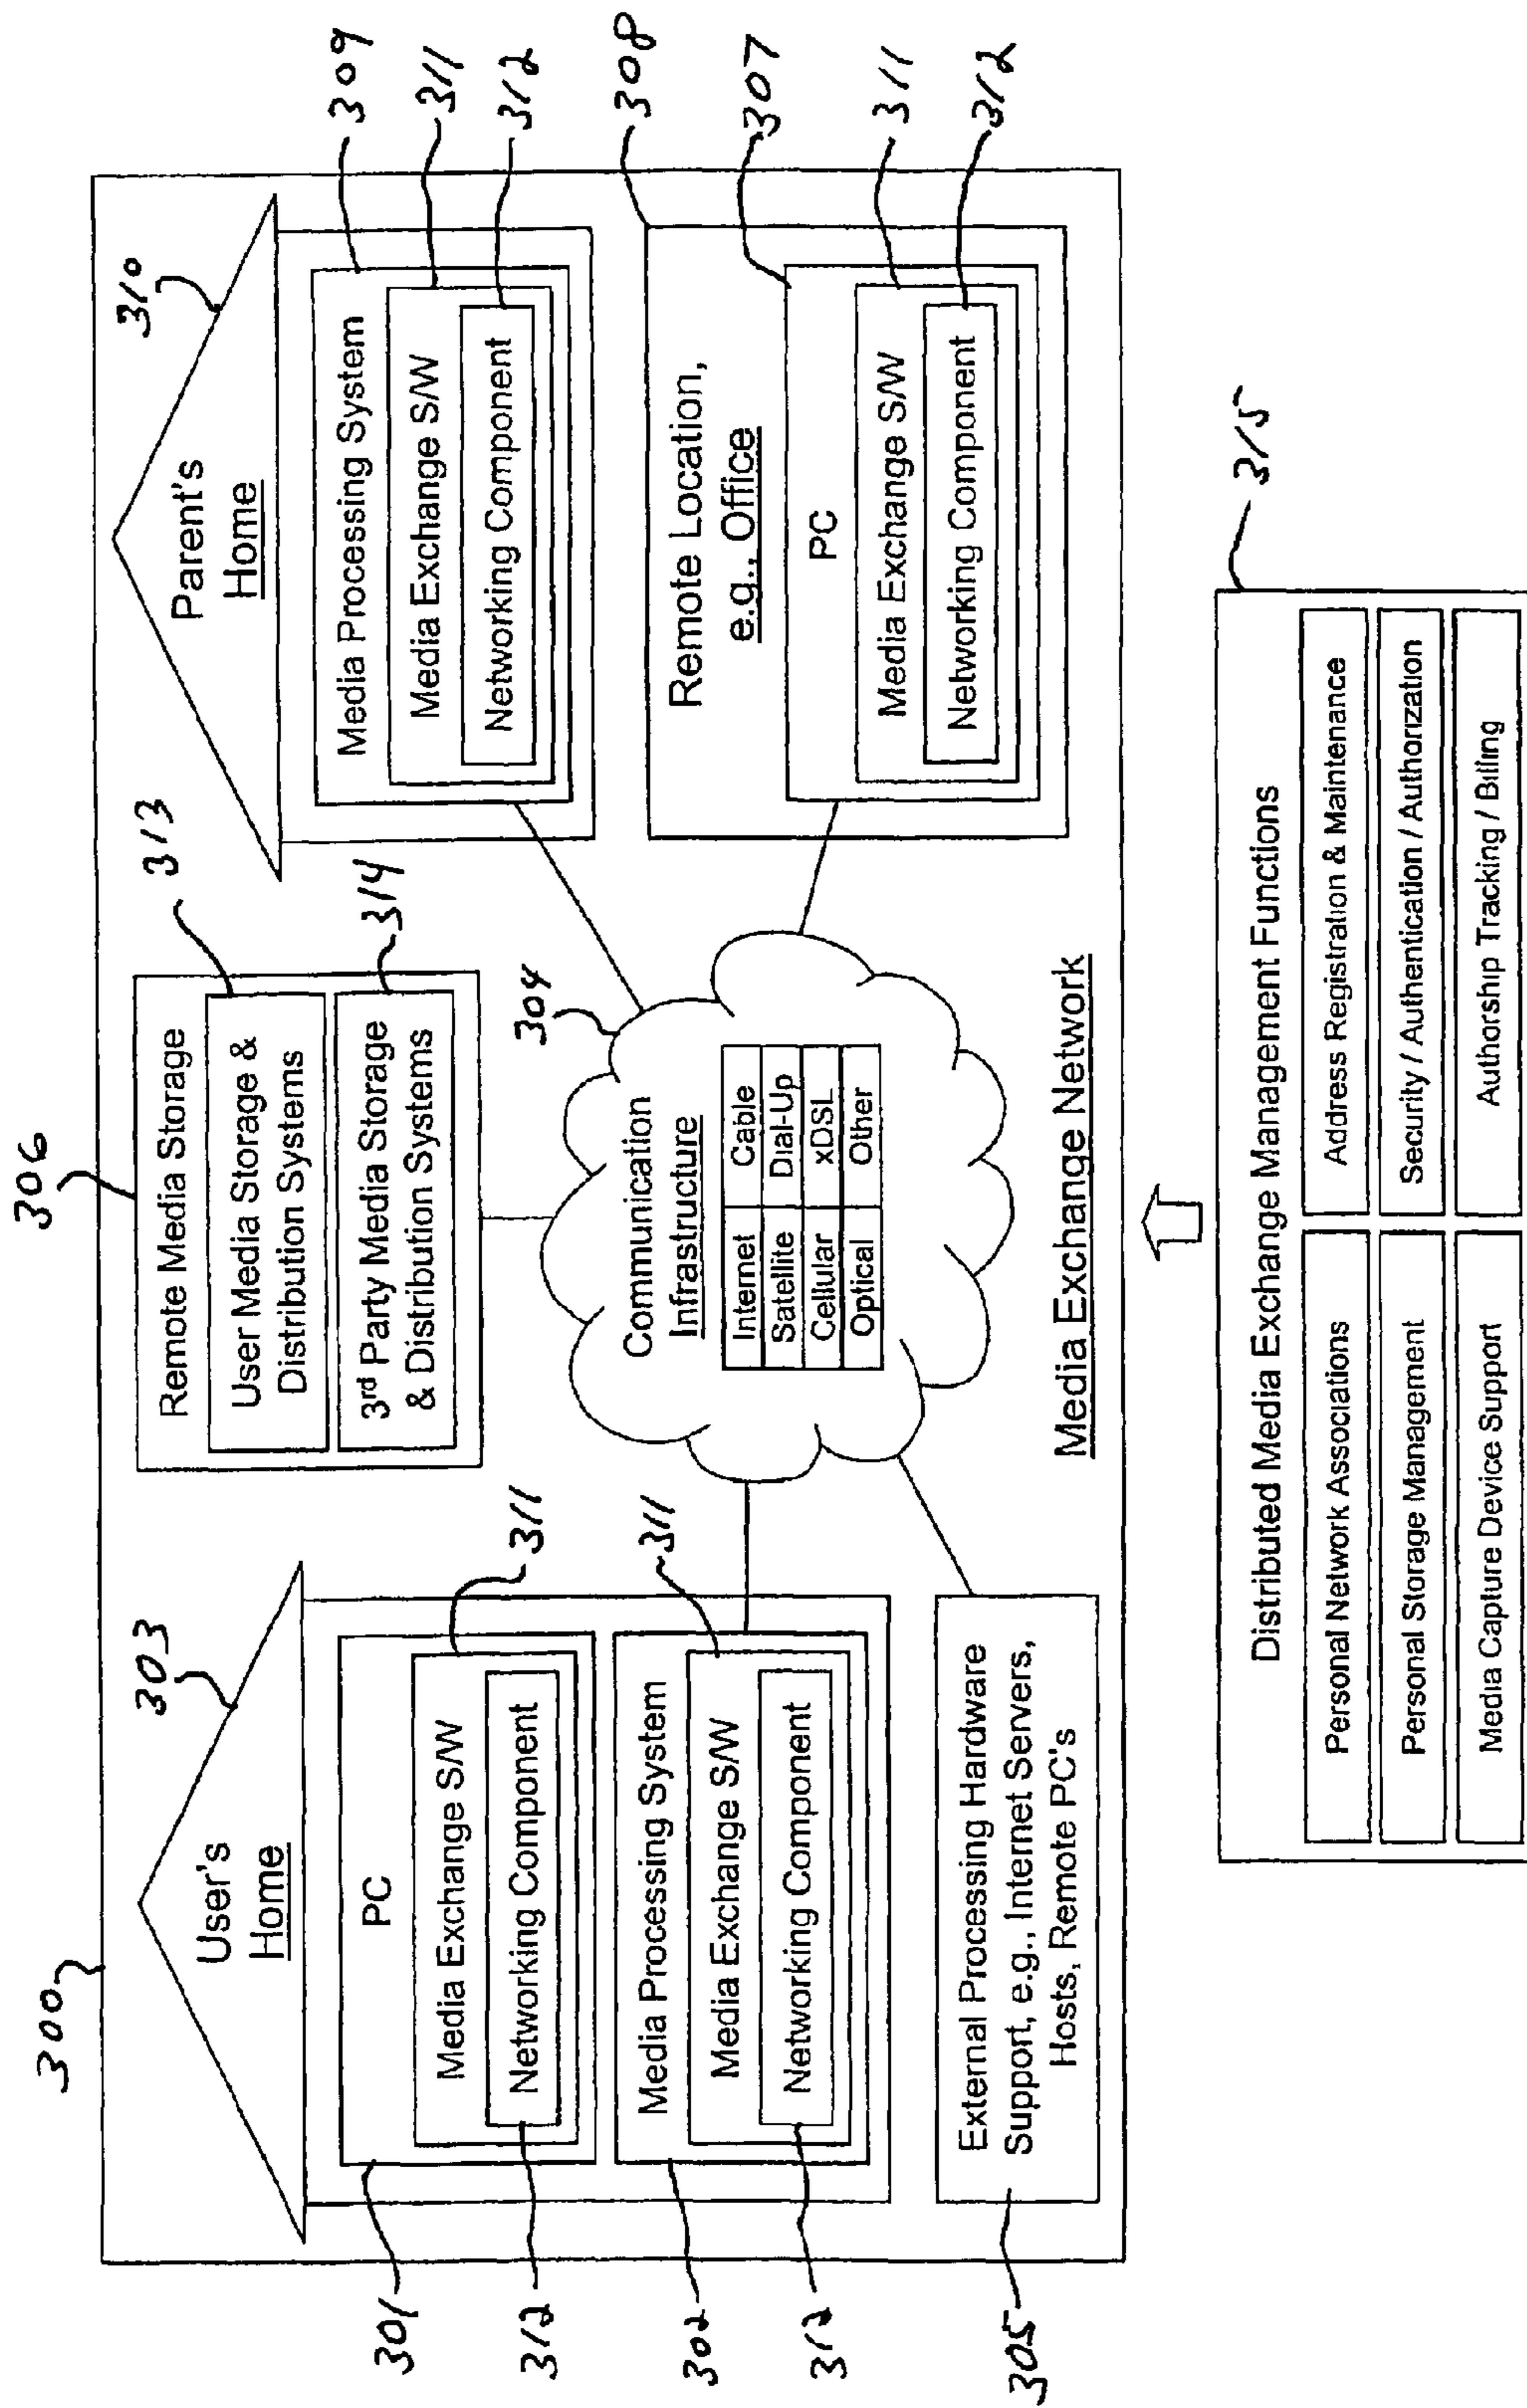 300
303
User's
Home
PC
Media Exchange S/W
Networking Component
301
311
312
Media Processing System
Media Exchange S/W
Networking Component
302
311
312
External Processing Hardware
Support, e.g., Internet Servers,
Hosts, Remote PC's
305
306
Remote Media Storage
User Media Storage &
Distribution Systems
313
3rd Party Media Storage
& Distribution Systems
314
304
Communication
Infrastructure
Internet Cable
Satellite Dial-Up
Cellular xDSL
Optical Other
Media Exchange Network
310
Parent's
Home
Media Processing System
Media Exchange S/W
Networking Component
309
311
312
308
Remote Location,
e.g., Office
307
PC
Media Exchange S/W
Networking Component
311
312
315
Distributed Media Exchange Management Functions
Personal Network Associations
Address Registration & Maintenance
Personal Storage Management
Security / Authentication / Authorization
Media Capture Device Support
Authorship Tracking / Billing